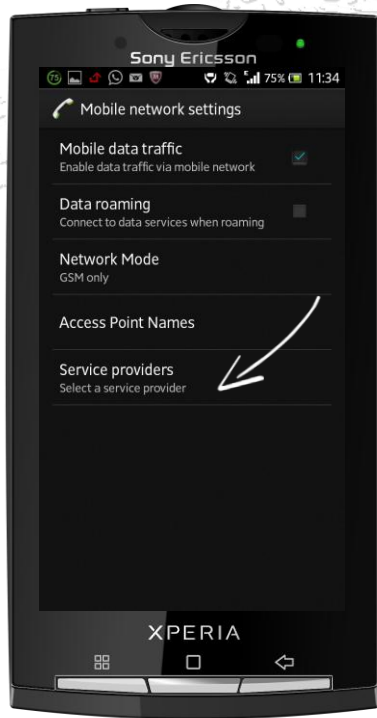 Sony Ericsson
75 75% 11:34
Mobile network settings
Mobile data traffic
Enable data traffic via mobile network
Data roaming
Connect to data services when roaming
Network Mode
GSM only
Access Point Names
Service providers
Select a service provider
XPERIA